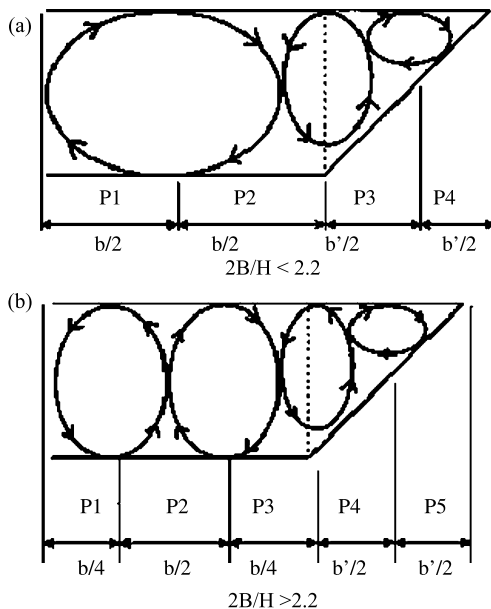 (a)
P1 P2 P3 P4
b/2 b/2 b’/2 b’/2
2B/H < 2.2
(b)
P1 P2 P3 P4 P5
b/4 b/2 b/4 b’/2 b’/2
2B/H >2.2